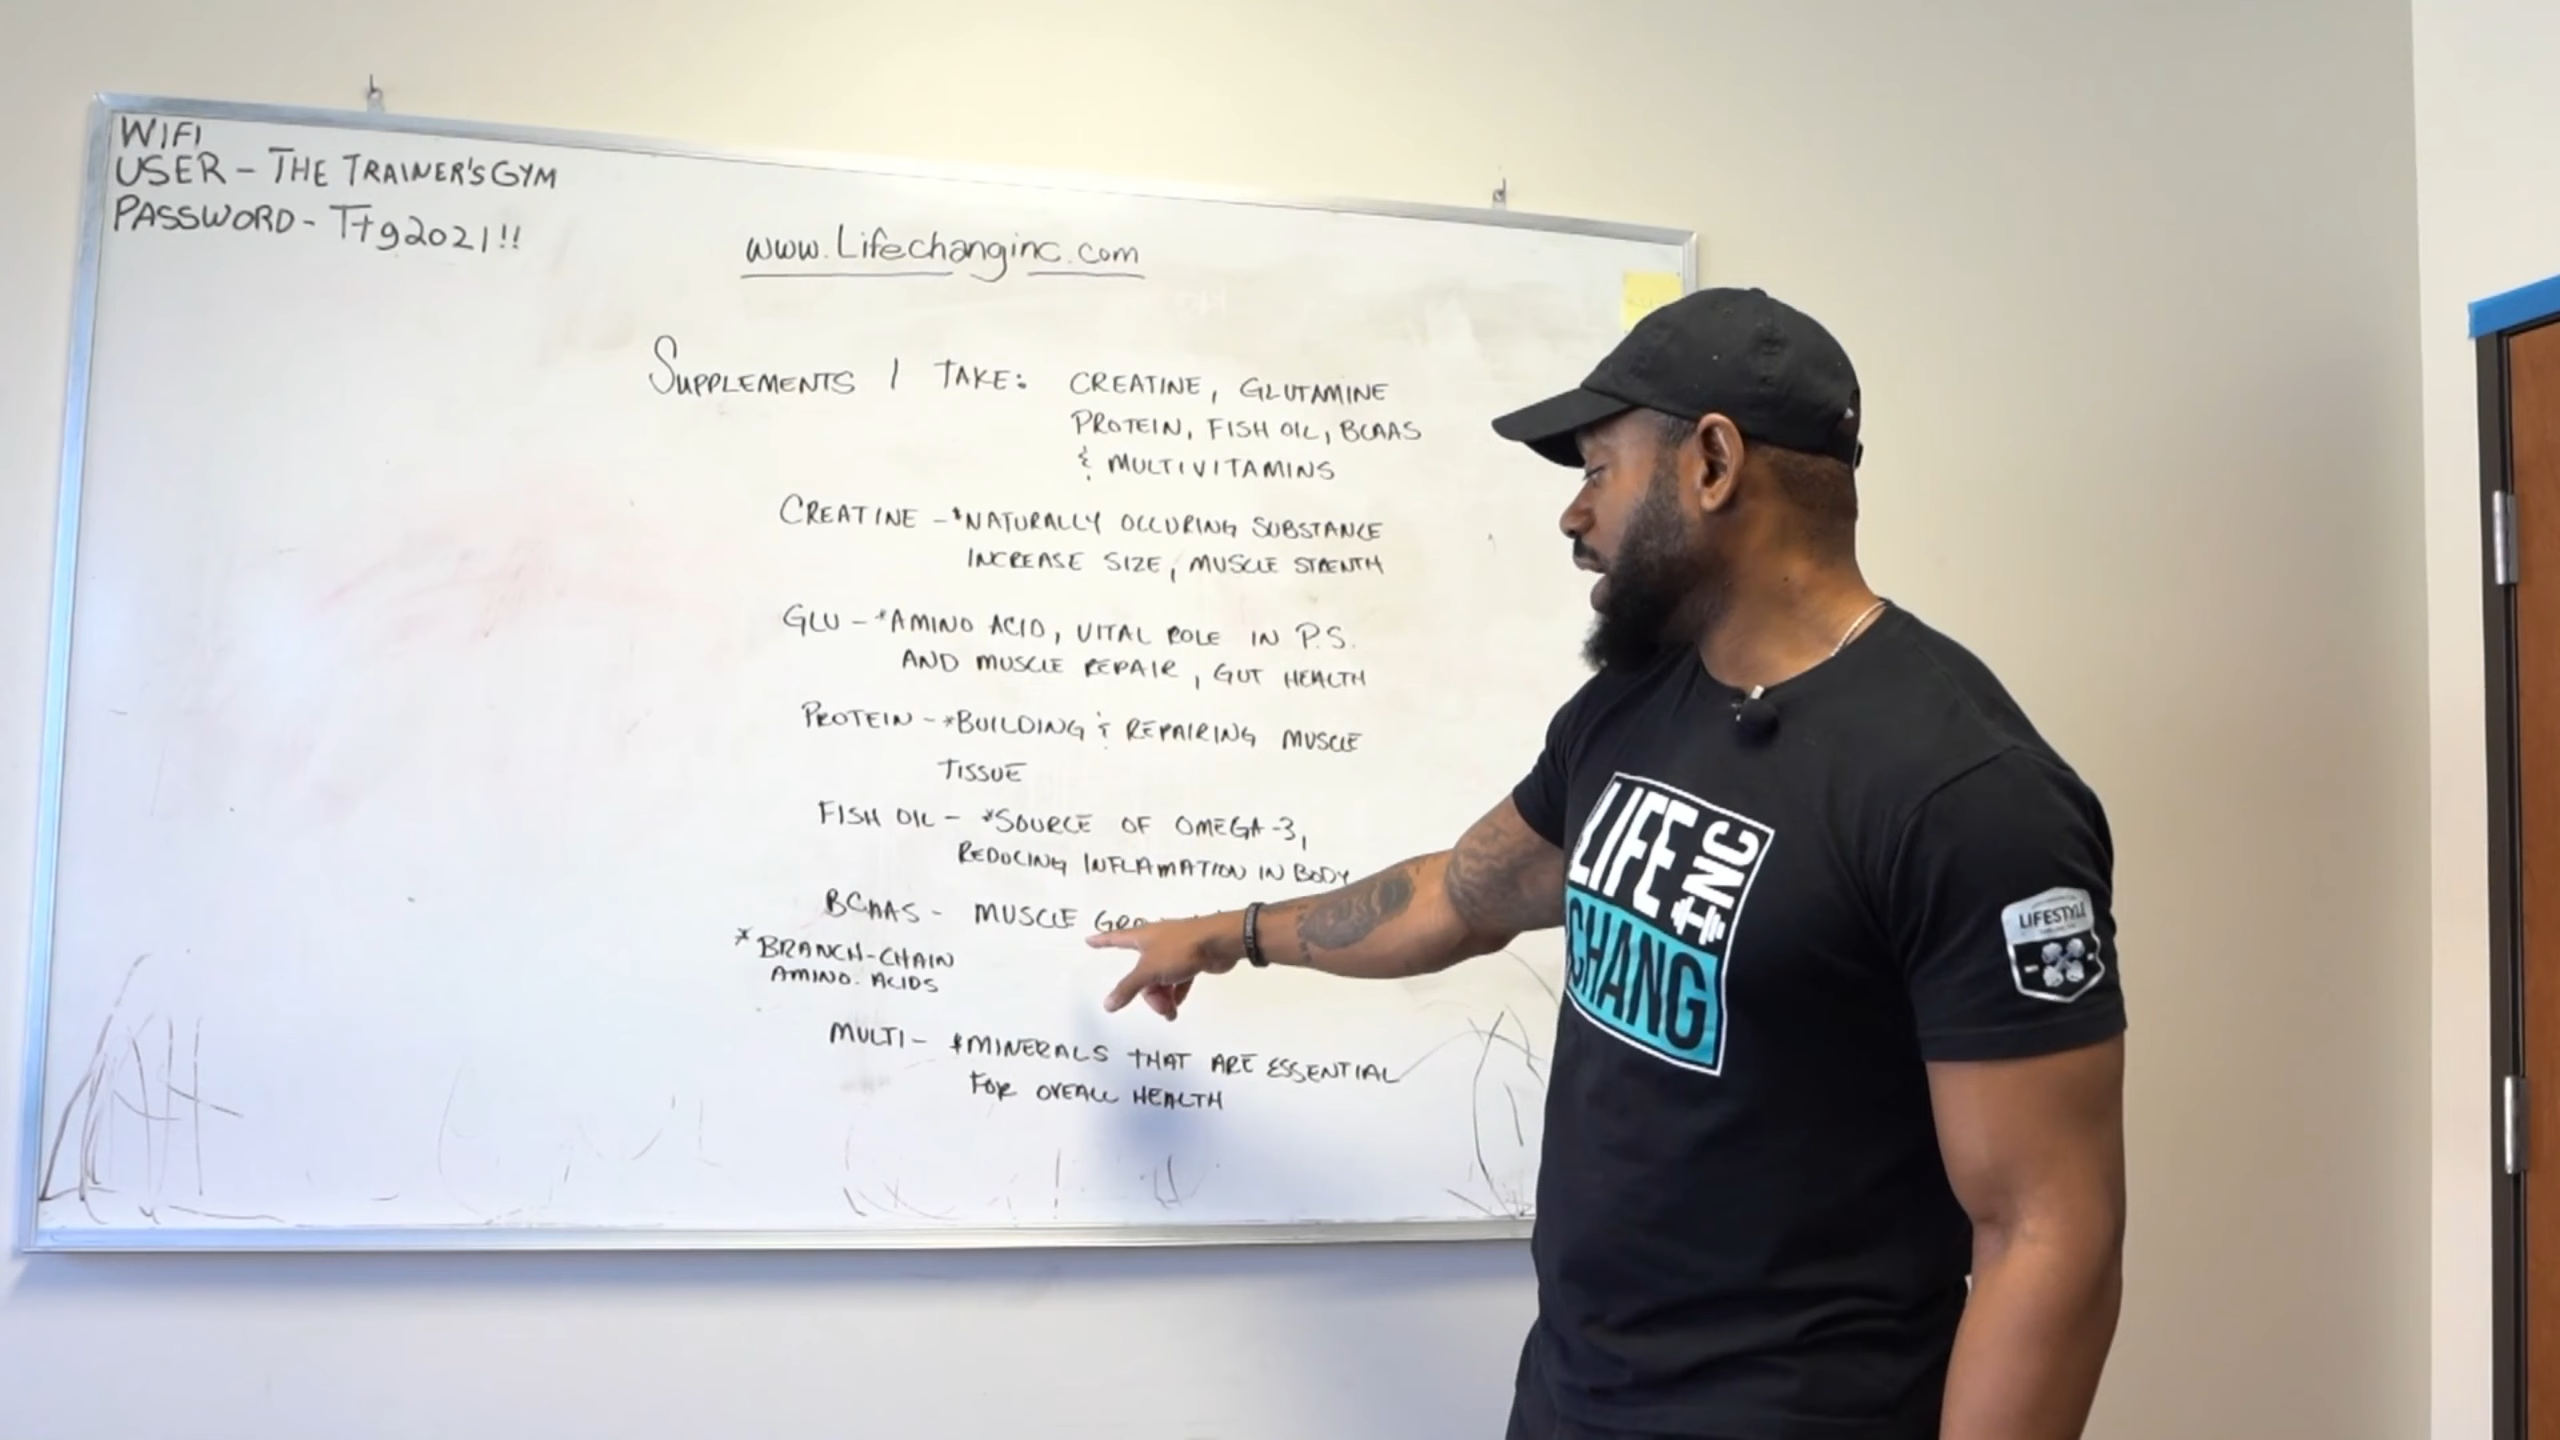 WIFI
USER - THE TRAINER'S GYM
PASSWORD - Ttg2021!!
www.Lifechanginc.com
SUPPLEMENTS I TAKE: CREATINE, GLUTAMINE
PROTEIN, FISH OIL, BCAAS
& MULTIVITAMINS
CREATINE - *NATURALLY OCCURING SUBSTANCE
INCREASE SIZE, MUSCLE STRENTH
GLU - *AMINO ACID, VITAL ROLE IN P.S.
AND MUSCLE REPAIR, GUT HEALTH
PROTEIN - *BUILDING & REPAIRING MUSCLE
TISSUE
FISH OIL - *SOURCE OF OMEGA-3,
REDUCING INFLAMATION IN BODY
BCAAS - MUSCLE
* BRANCH-CHAIN
AMINO ACIDS
MULTI - *MINERALS THAT ARE ESSENTIAL
FOR OVEALL HEALTH
LIFE
CHANG
INC
LIFESTYLE